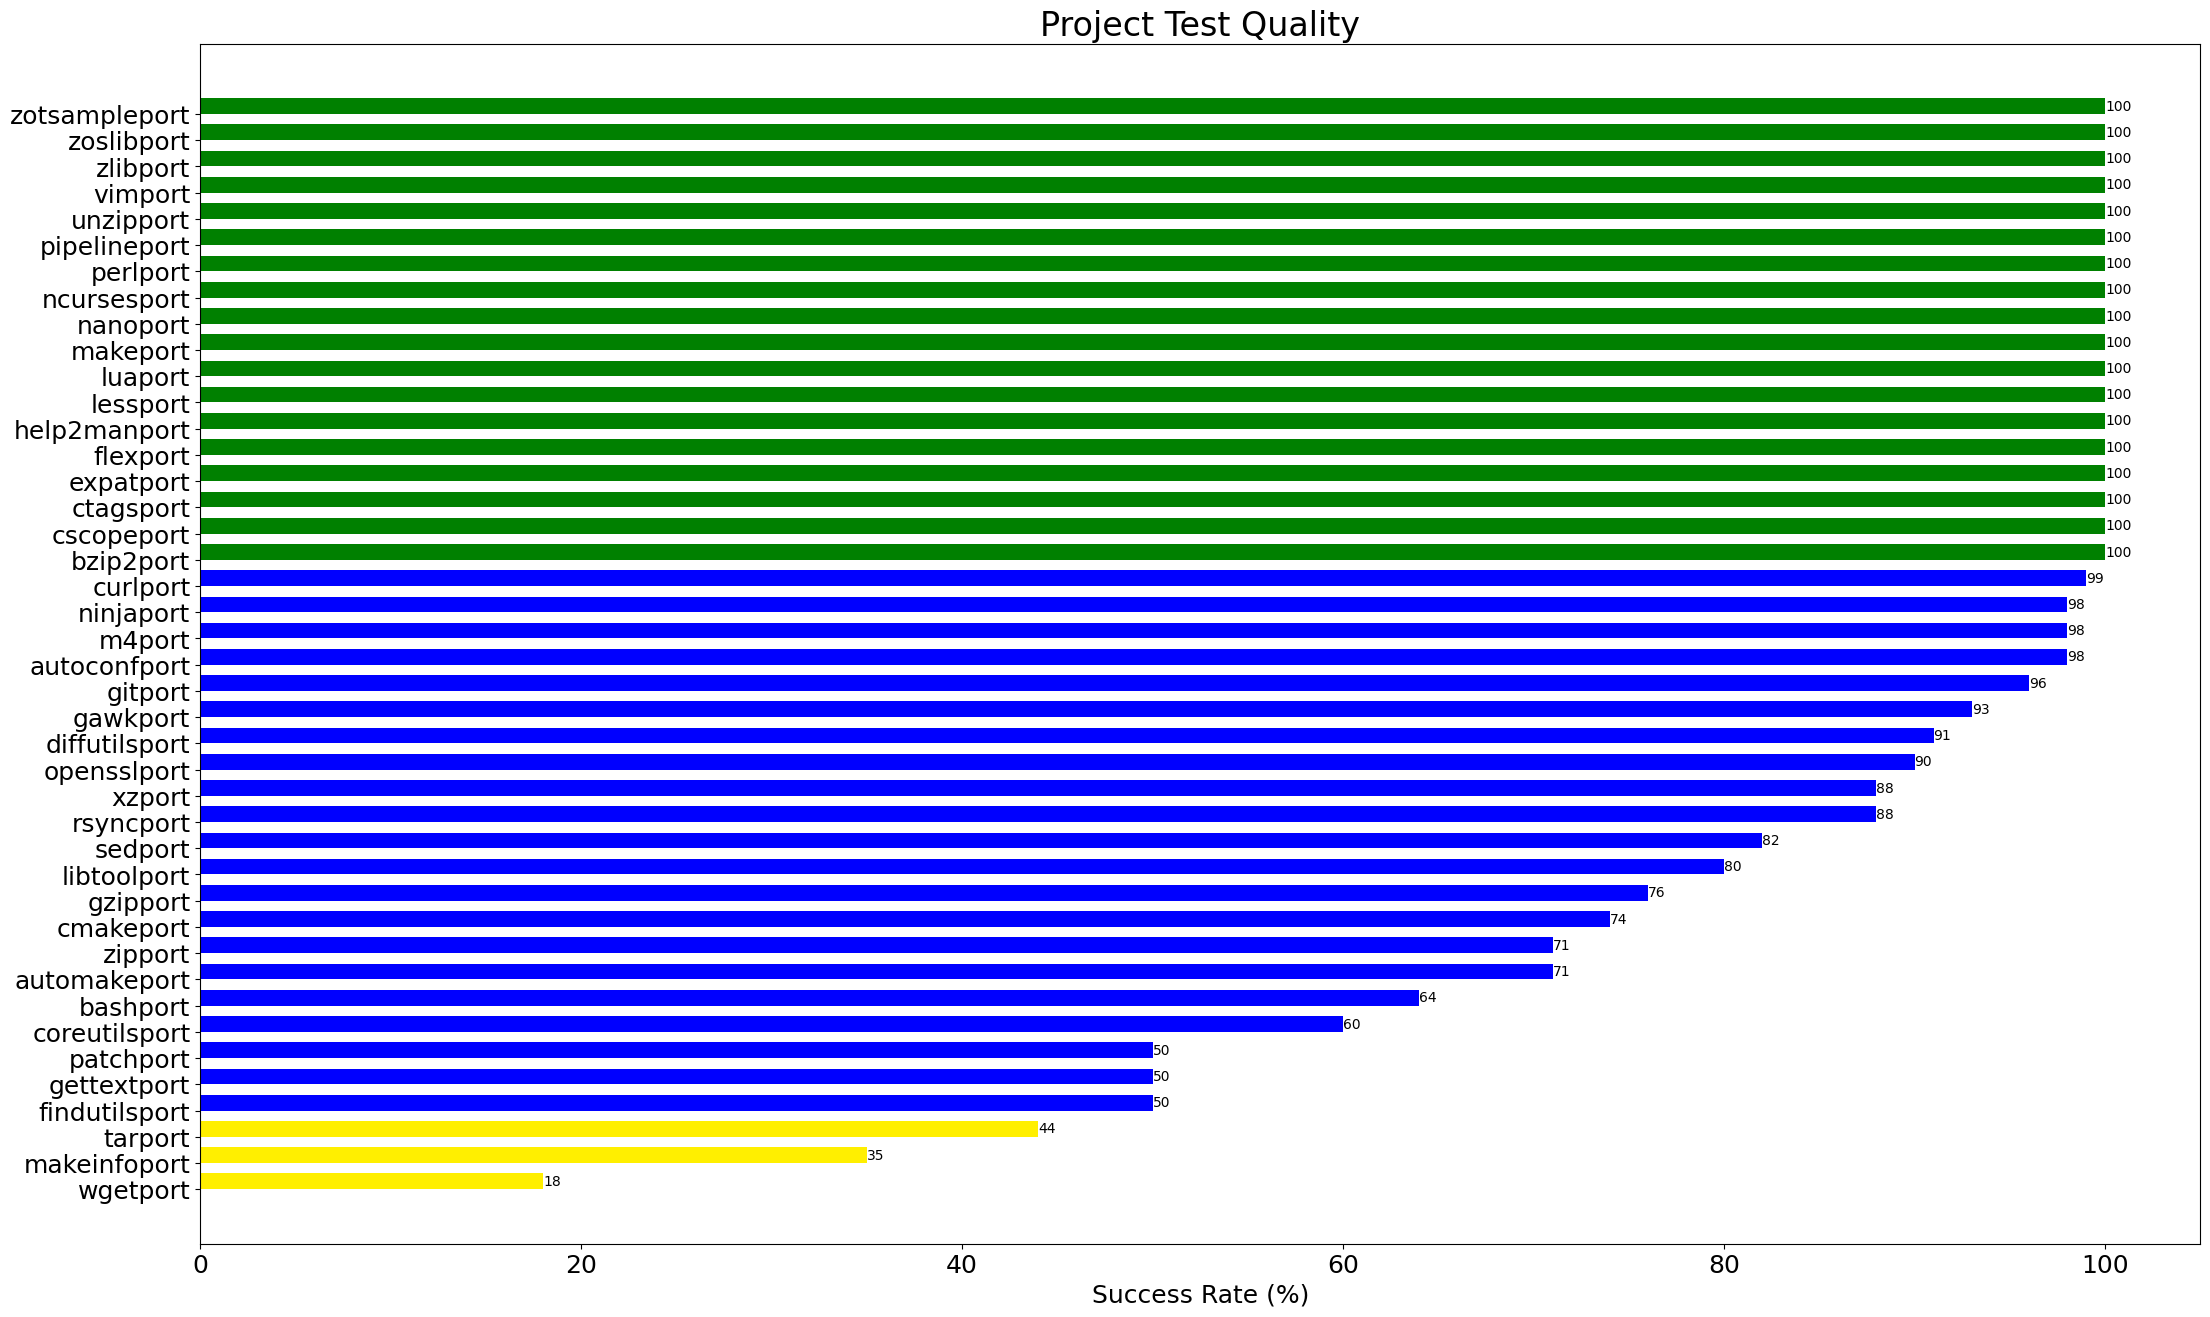 Project Test Quality
zotsampleport 100
zoslibport 100
zlibport 100
vimport 100
unzipport 100
pipelineport 100
perlport 100
ncursesport 100
nanoport 100
makeport 100
luaport 100
lessport 100
help2manport 100
flexport 100
expatport 100
ctagsport 100
cscopeport 100
bzip2port 100
curlport 99
ninjaport 98
m4port 98
autoconfport 98
gitport 96
gawkport 93
diffutilsport 91
opensslport 90
xzport 88
rsyncport 88
sedport 82
libtoolport 80
gzipport 76
cmakeport 74
zipport 71
automakeport 71
bashport 64
coreutilsport 60
patchport 50
gettextport 50
findutilsport 50
tarport 44
makeinfoport 35
wgetport 18
0 20 40 60 80 100
Success Rate (%)